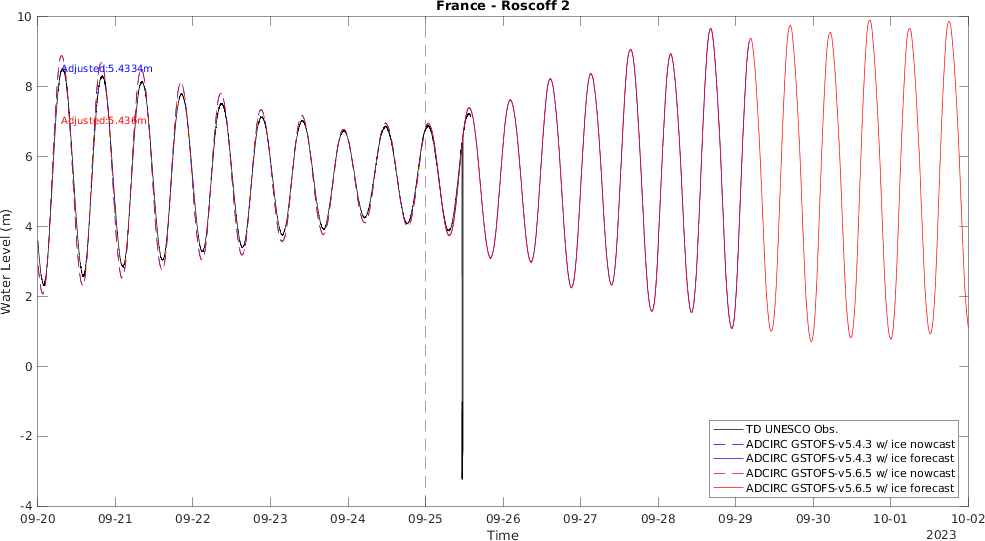 France - Roscoff 2
10
8
6
4
2
0
-2
-4
Water Level (m)
Adjusted:5.4334m
Adjusted:5.436m
TD UNESCO Obs.
ADCIRC GSTOFS-v5.4.3 w/ ice nowcast
ADCIRC GSTOFS-v5.4.3 w/ ice forecast
ADCIRC GSTOFS-v5.6.5 w/ ice nowcast
ADCIRC GSTOFS-v5.6.5 w/ ice forecast
09-20 09-21 09-22 09-23 09-24 09-25 09-26 09-27 09-28 09-29 09-30 10-01 10-02
Time
2023